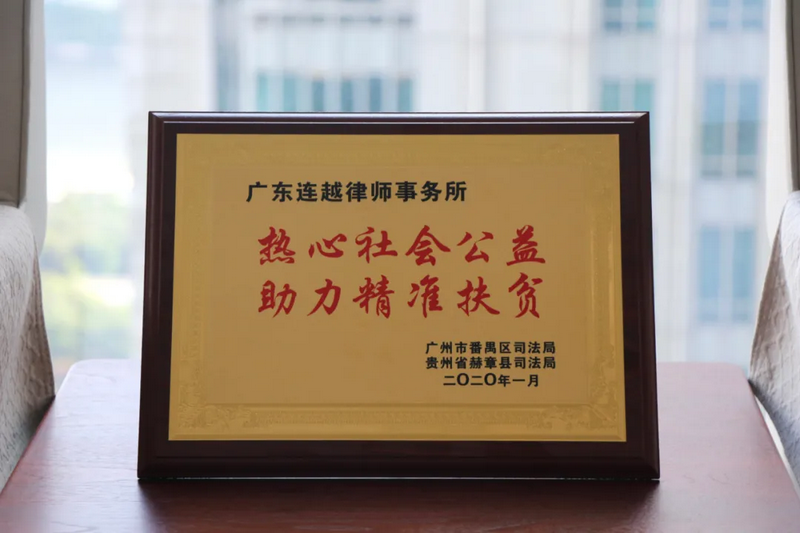 广东连越律师事务所
热心社会公益
助力精准扶贫
广州市番禺区司法局
贵州省赫章县司法局
二〇二〇年一月